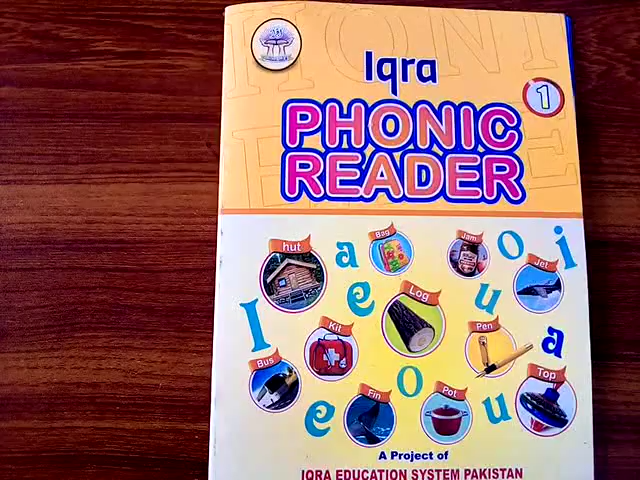 Iqra
1
PHONIC
READER
hut
a
Bag
Jam
o
i
Jet
I
e
Log
u
Kit
Pen
a
Bus
Fin
o
Pot
u
Top
e
A Project of
IQRA EDUCATION SYSTEM PAKISTAN